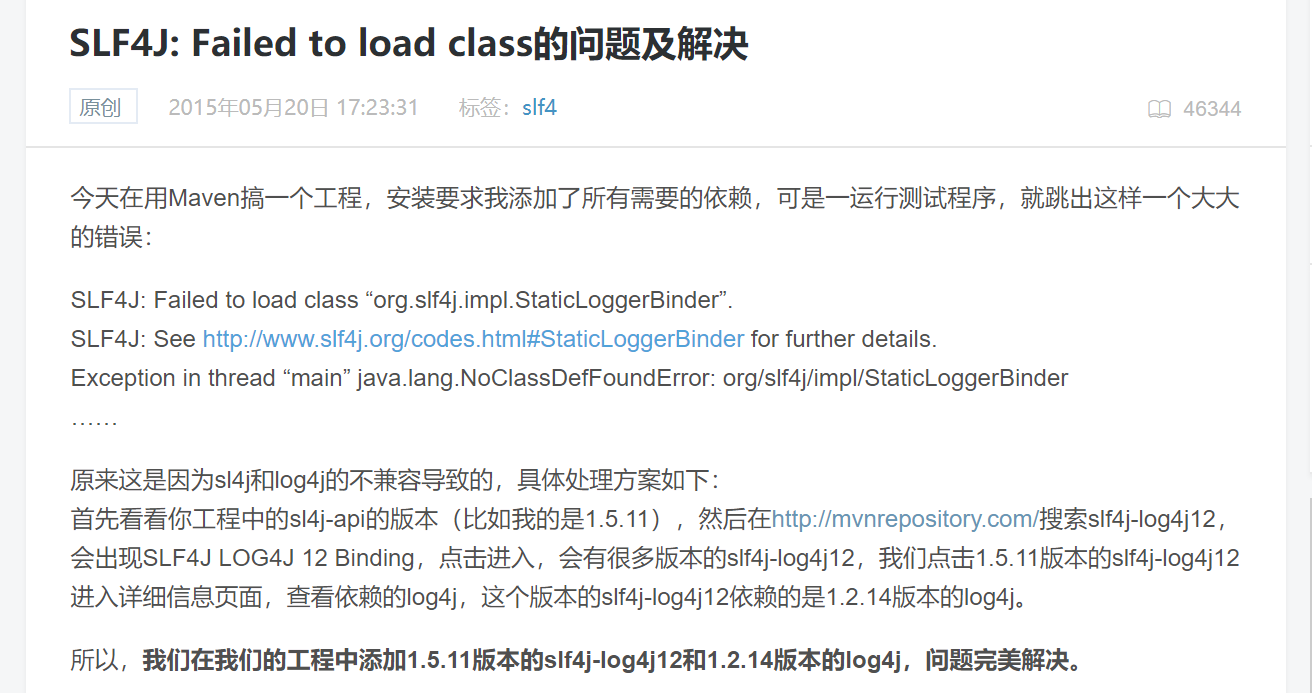 SLF4J: Failed to load class的问题及解决
原创 2015年05月20日 17:23:31 标签： slf4 46344
今天在用Maven搞一个工程，安装要求我添加了所有需要的依赖，可是一运行测试程序，就跳出这样一个大大
的错误：
SLF4J: Failed to load class “org.slf4j.impl.StaticLoggerBinder”.
SLF4J: See http://www.slf4j.org/codes.html#StaticLoggerBinder for further details.
Exception in thread “main” java.lang.NoClassDefFoundError: org/slf4j/impl/StaticLoggerBinder
……
原来这是因为sl4j和log4j的不兼容导致的，具体处理方案如下：
首先看看你工程中的sl4j-api的版本（比如我的是1.5.11），然后在http://mvnrepository.com/搜索slf4j-log4j12，
会出现SLF4J LOG4J 12 Binding，点击进入，会有很多版本的slf4j-log4j12，我们点击1.5.11版本的slf4j-log4j12
进入详细信息页面，查看依赖的log4j，这个版本的slf4j-log4j12依赖的是1.2.14版本的log4j。
所以，我们在我们的工程中添加1.5.11版本的slf4j-log4j12和1.2.14版本的log4j，问题完美解决。